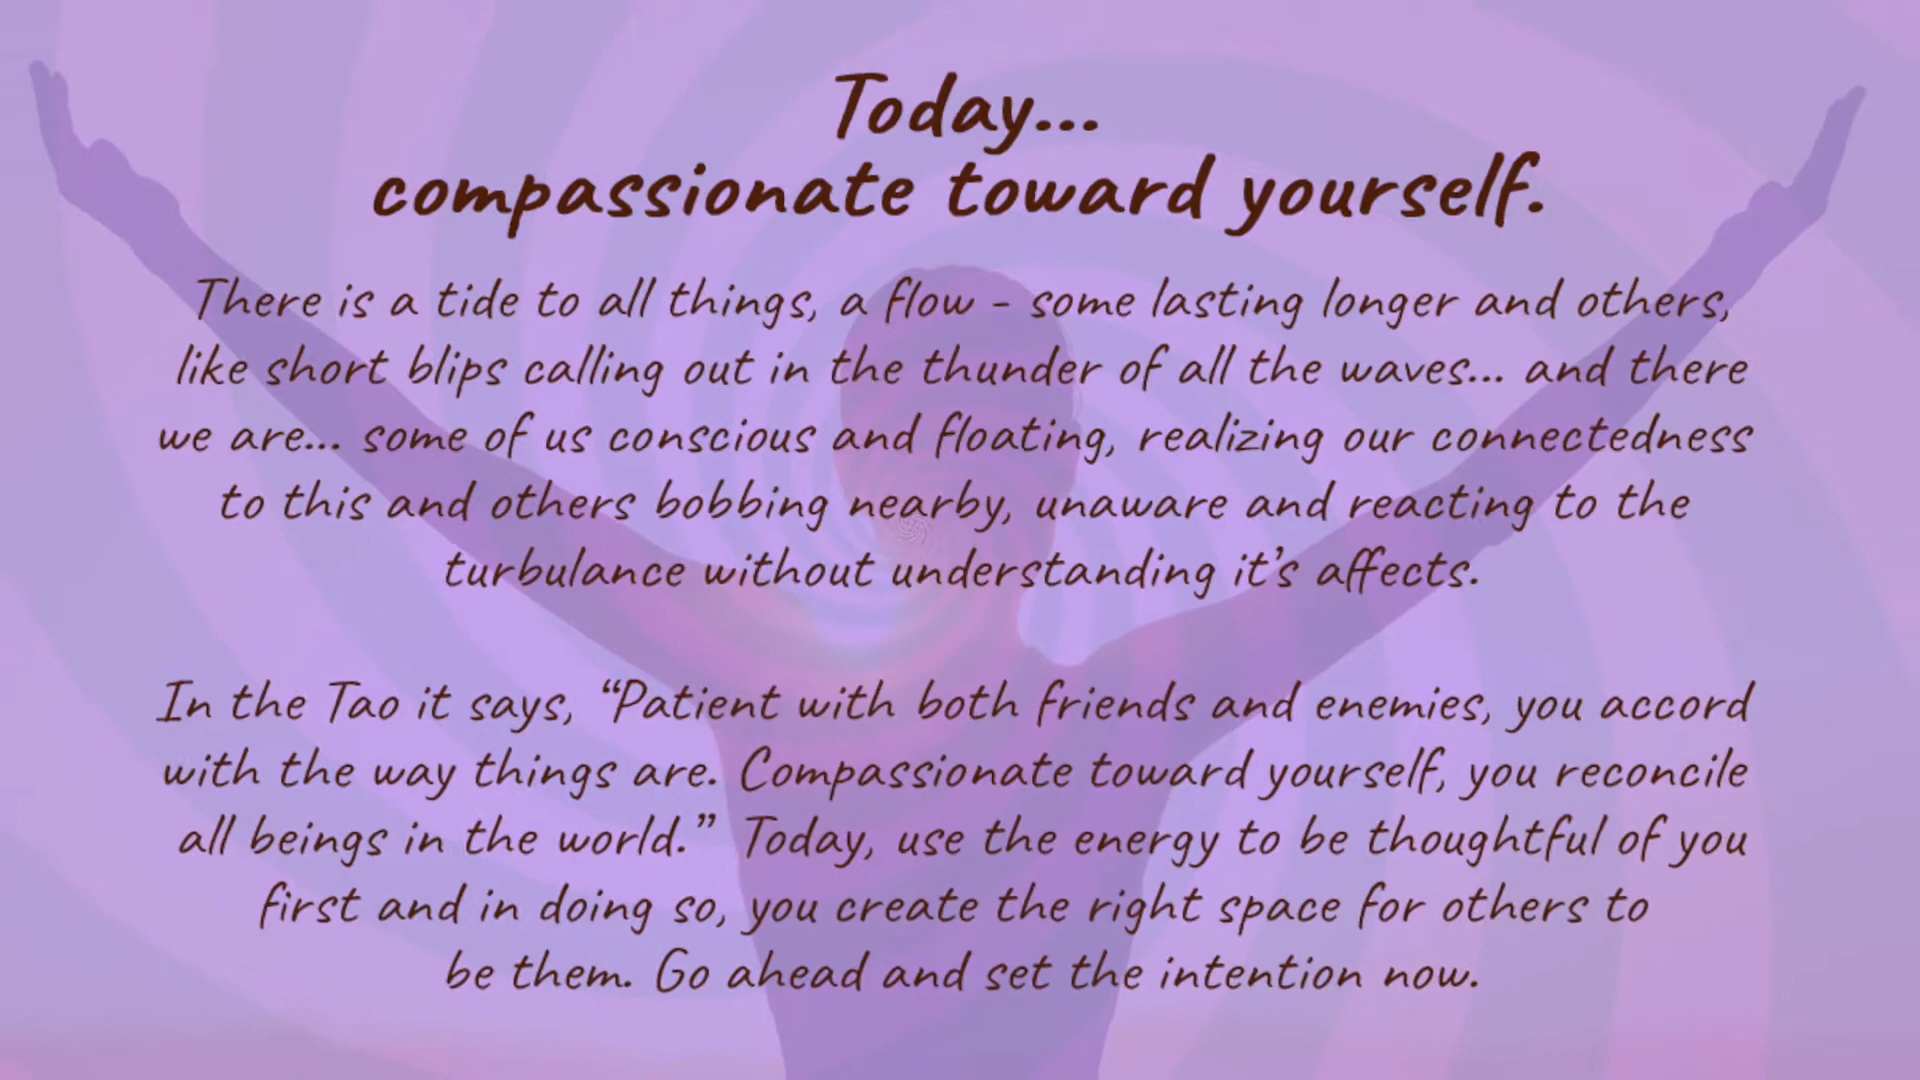 Today...
compassionate toward yourself.
There is a tide to all things, a flow - some lasting longer and others,
like short blips calling out in the thunder of all the waves... and there
we are... some of us conscious and floating, realizing our connectedness
to this and others bobbing nearby, unaware and reacting to the
turbulance without understanding it’s affects.
In the Tao it says, “Patient with both friends and enemies, you accord
with the way things are. Compassionate toward yourself, you reconcile
all beings in the world.” Today, use the energy to be thoughtful of you
first and in doing so, you create the right space for others to
be them. Go ahead and set the intention now.